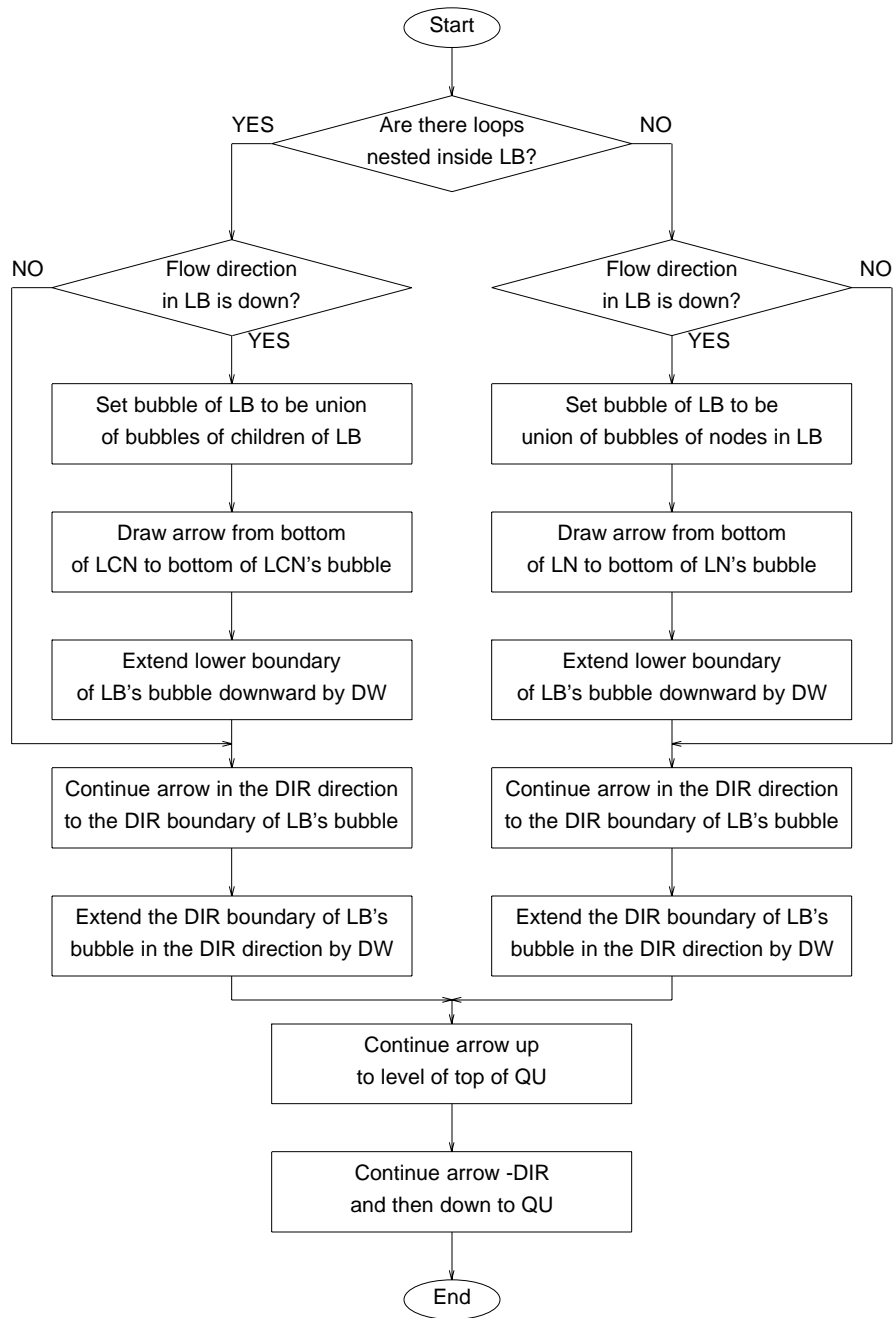 Start
Are there loops
nested inside LB?
YES
NO
Flow direction
in LB is down?
NO
YES
Set bubble of LB to be union
of bubbles of children of LB
Draw arrow from bottom
of LCN to bottom of LCN's bubble
Extend lower boundary
of LB's bubble downward by DW
Continue arrow in the DIR direction
to the DIR boundary of LB's bubble
Extend the DIR boundary of LB's
bubble in the DIR direction by DW
Flow direction
in LB is down?
NO
YES
Set bubble of LB to be
union of bubbles of nodes in LB
Draw arrow from bottom
of LN to bottom of LN's bubble
Extend lower boundary
of LB's bubble downward by DW
Continue arrow in the DIR direction
to the DIR boundary of LB's bubble
Extend the DIR boundary of LB's
bubble in the DIR direction by DW
Continue arrow up
to level of top of QU
Continue arrow -DIR
and then down to QU
End